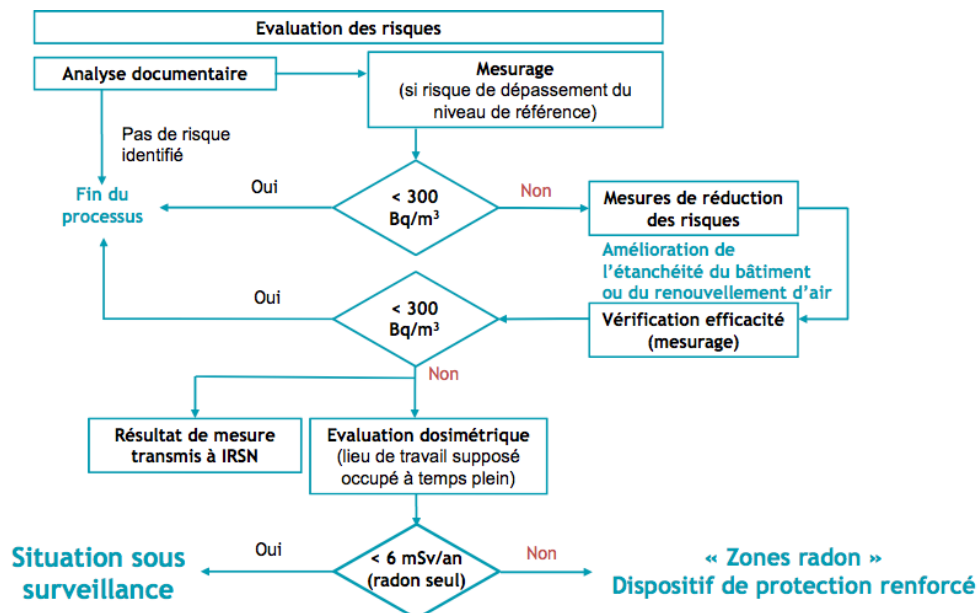 Evaluation des risques
Analyse documentaire
Mesurage
(si risque de dépassement du
niveau de référence)
Pas de risque
identifié
Fin du
processus
Oui
< 300
Bq/m³
Non
Mesures de réduction
des risques
Amélioration de
l'étanchéité du bâtiment
ou du renouvellement d'air
Oui
< 300
Bq/m³
Vérification efficacité
(mesurage)
Non
Résultat de mesure
transmis à IRSN
Evaluation dosimétrique
(lieu de travail supposé
occupé à temps plein)
Situation sous
surveillance
Oui
< 6 mSv/an
(radon seul)
Non
« Zones radon »
Dispositif de protection renforcé